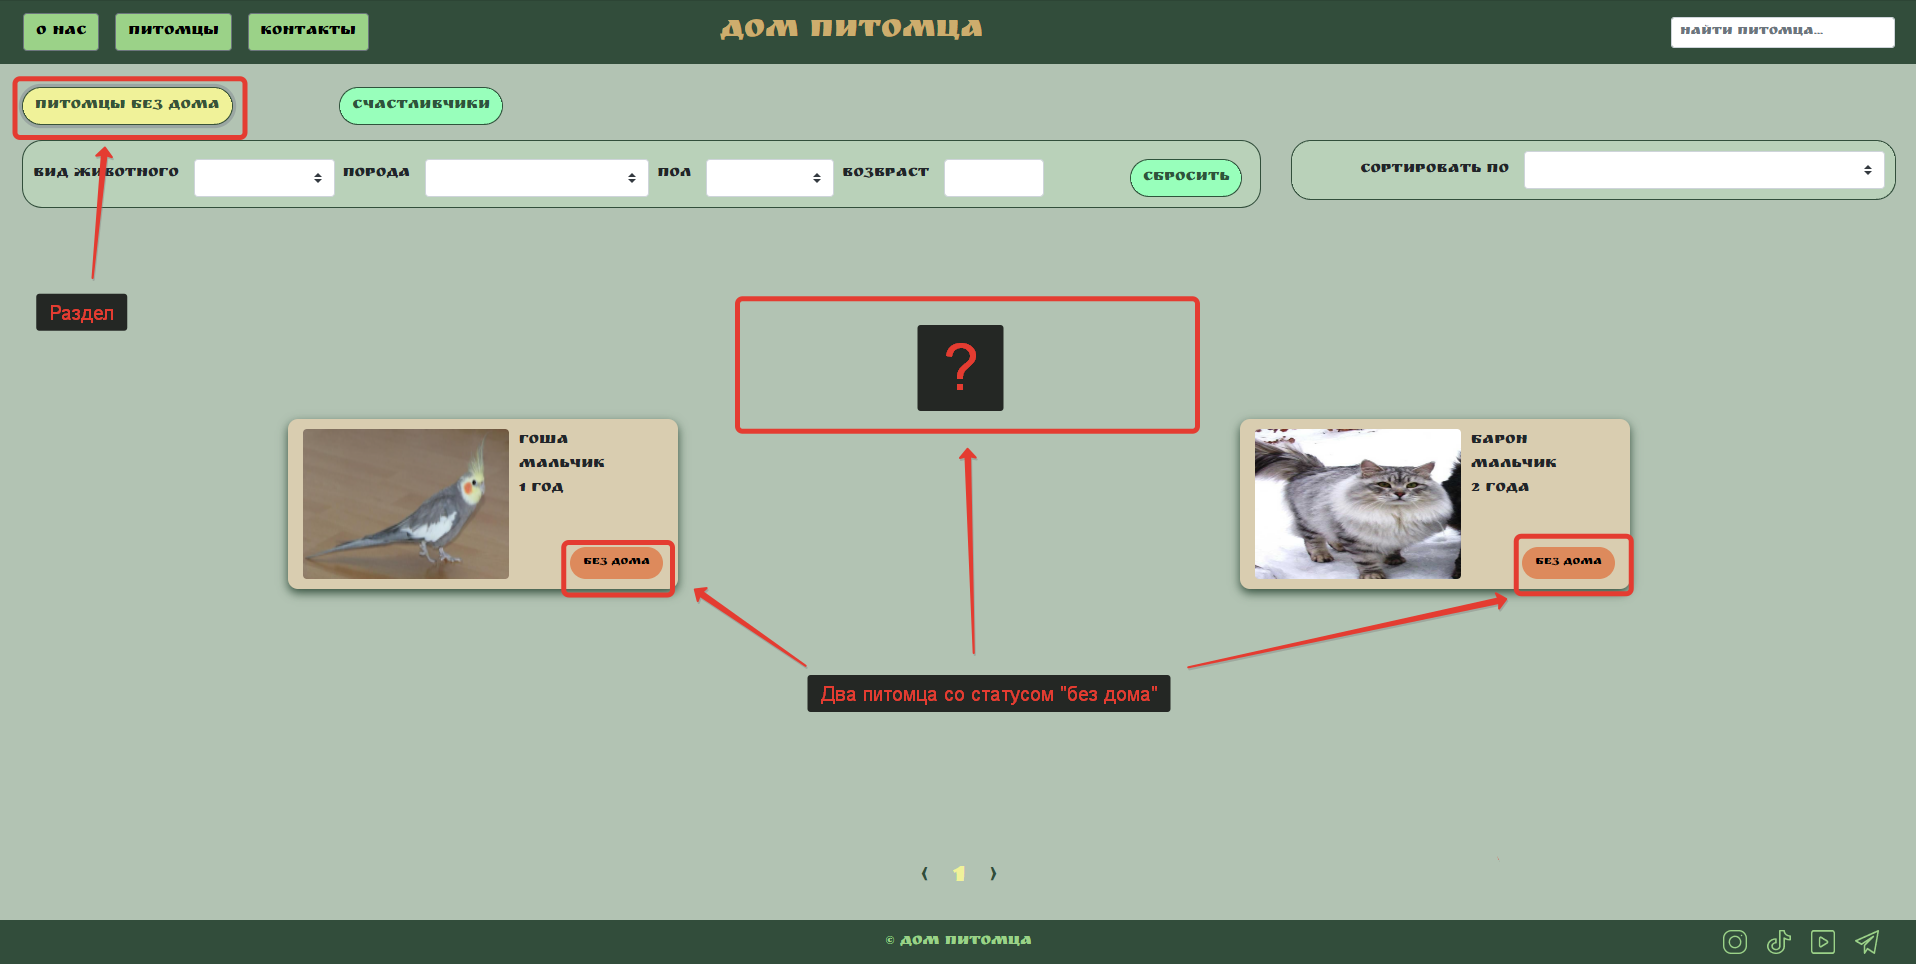 О НАС
ПИТОМЦЫ
КОНТАКТЫ
ДОМ ПИТОМЦА
НАЙТИ ПИТОМЦА...
ПИТОМЦЫ БЕЗ ДОМА
СЧАСТЛИВЧИКИ
ВИД ЖИВОТНОГО
ПОРОДА
ПОЛ
ВОЗВРАСТ
СБРОСИТЬ
СОРТИРОВАТЬ ПО
Раздел
?
ГОША
МАЛЬЧИК
1 ГОД
БЕЗ ДОМА
БАРОН
МАЛЬЧИК
2 ГОДА
БЕЗ ДОМА
Два питомца со статусом "без дома"
⟨ 1 ⟩
© ДОМ ПИТОМЦА